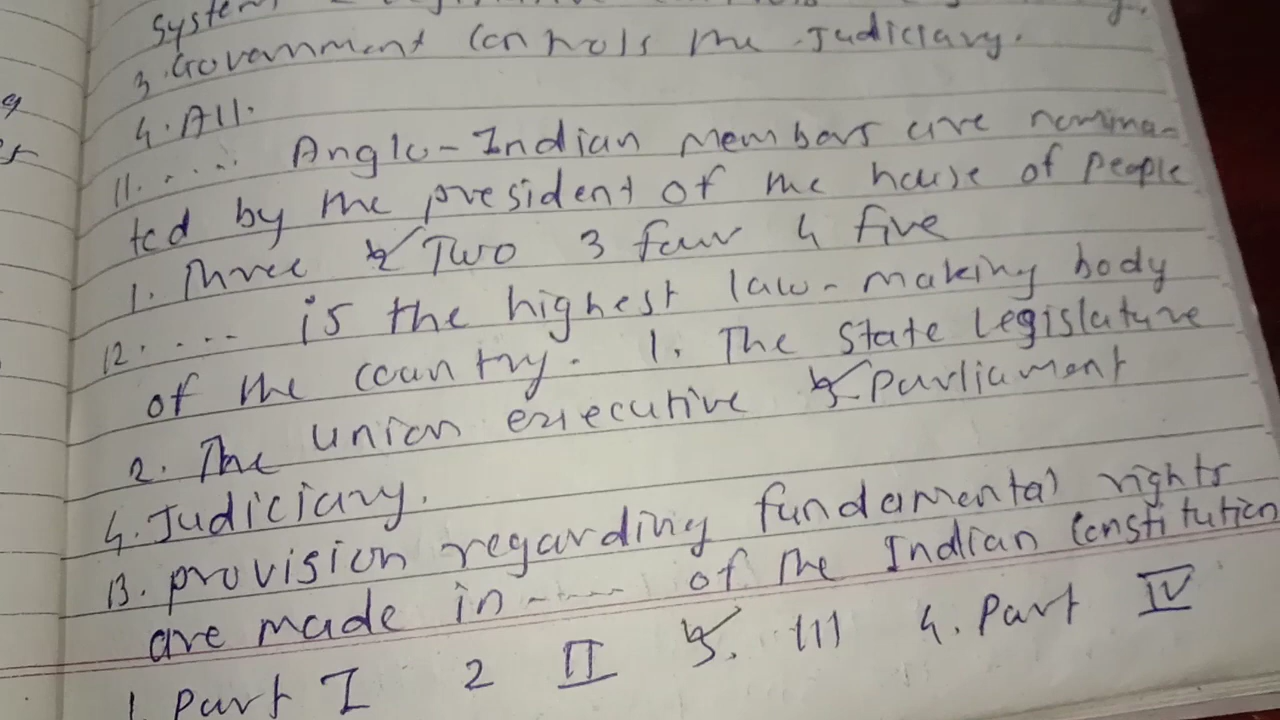 System
3. Government Controls the Judiciary.
4. All.
11. .... Anglo-Indian Members are nomina-
ted by the president of the house of people
1. Three 2 Two 3 four 4 five
12. .... is the highest law-making body
of the country. 1. The State Legislature
2. The union executive 3 Parliament
4. Judiciary.
13. provision regarding fundamental rights
are made in ..... of the Indian Constitution
1. Part I 2 II 3. III 4. Part IV